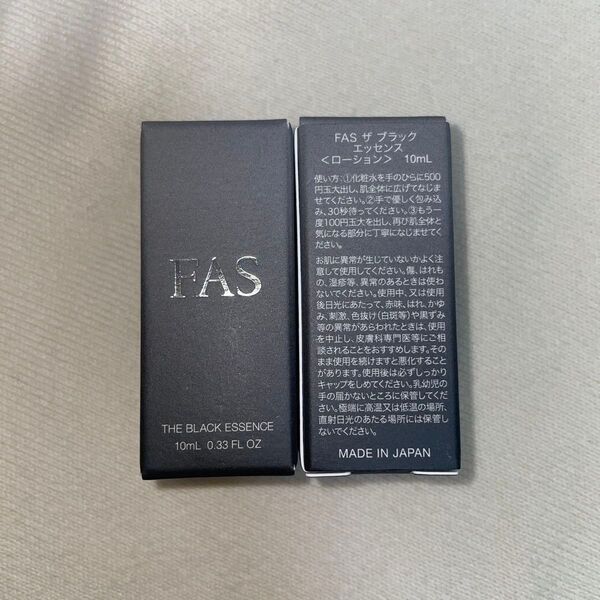 FAS
THE BLACK ESSENCE
10mL 0.33 FL OZ
FAS ザ ブラック
エッセンス
<ローション> 10mL
使い方:①化粧水を手のひらに500
円玉大出し、肌全体に広げてなじま
せてください。②手で優しく包み込
み、30秒待ってください。③もう一
度100円玉大を出し、再び肌全体と
気になる部分に丁寧になじませてく
ださい。
お肌に異常が生じていないかよく注
意して使用してください。傷、はれも
の、湿疹等、異常のあるときは使わ
ないでください。使用中、又は使用
後日光にあたって、赤味、はれ、かゆ
み、刺激、色抜け(白斑等)や黒ずみ
等の異常があらわれたときは、使用
を中止し、皮膚科専門医等にご相
談されることをおすすめします。その
まま使用を続けますと悪化すること
があります。使用後は必ずしっかり
キャップをしめてください。乳幼児の
手の届かないところに保管してくだ
さい。極端に高温又は低温の場所、
直射日光のあたる場所には保管し
ないでください。
MADE IN JAPAN